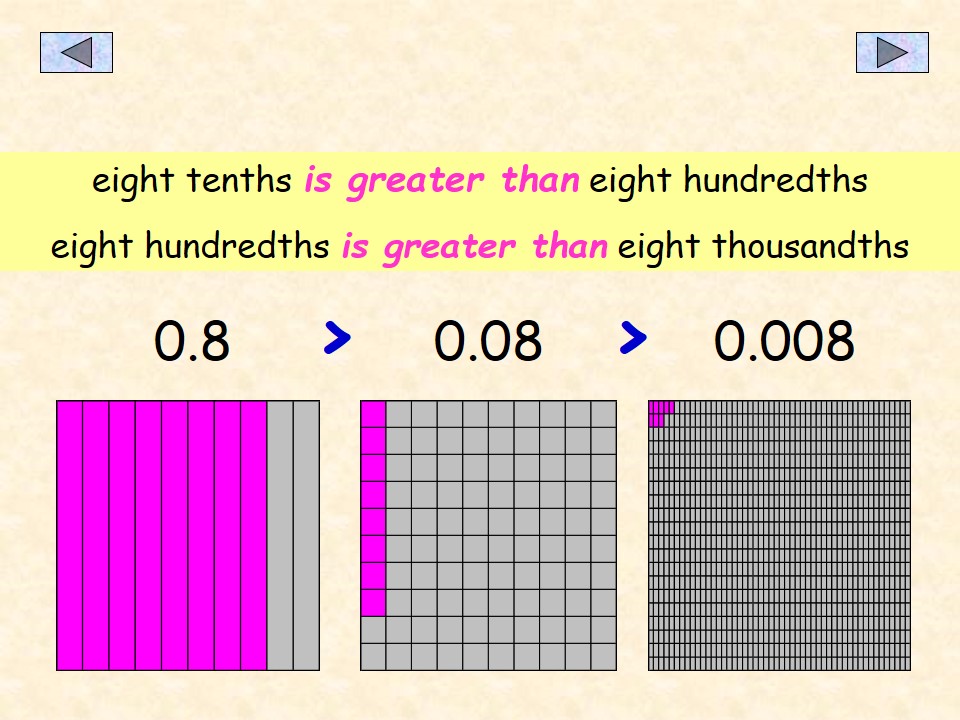 eight tenths is greater than eight hundredths
eight hundredths is greater than eight thousandths
0.8 > 0.08 > 0.008